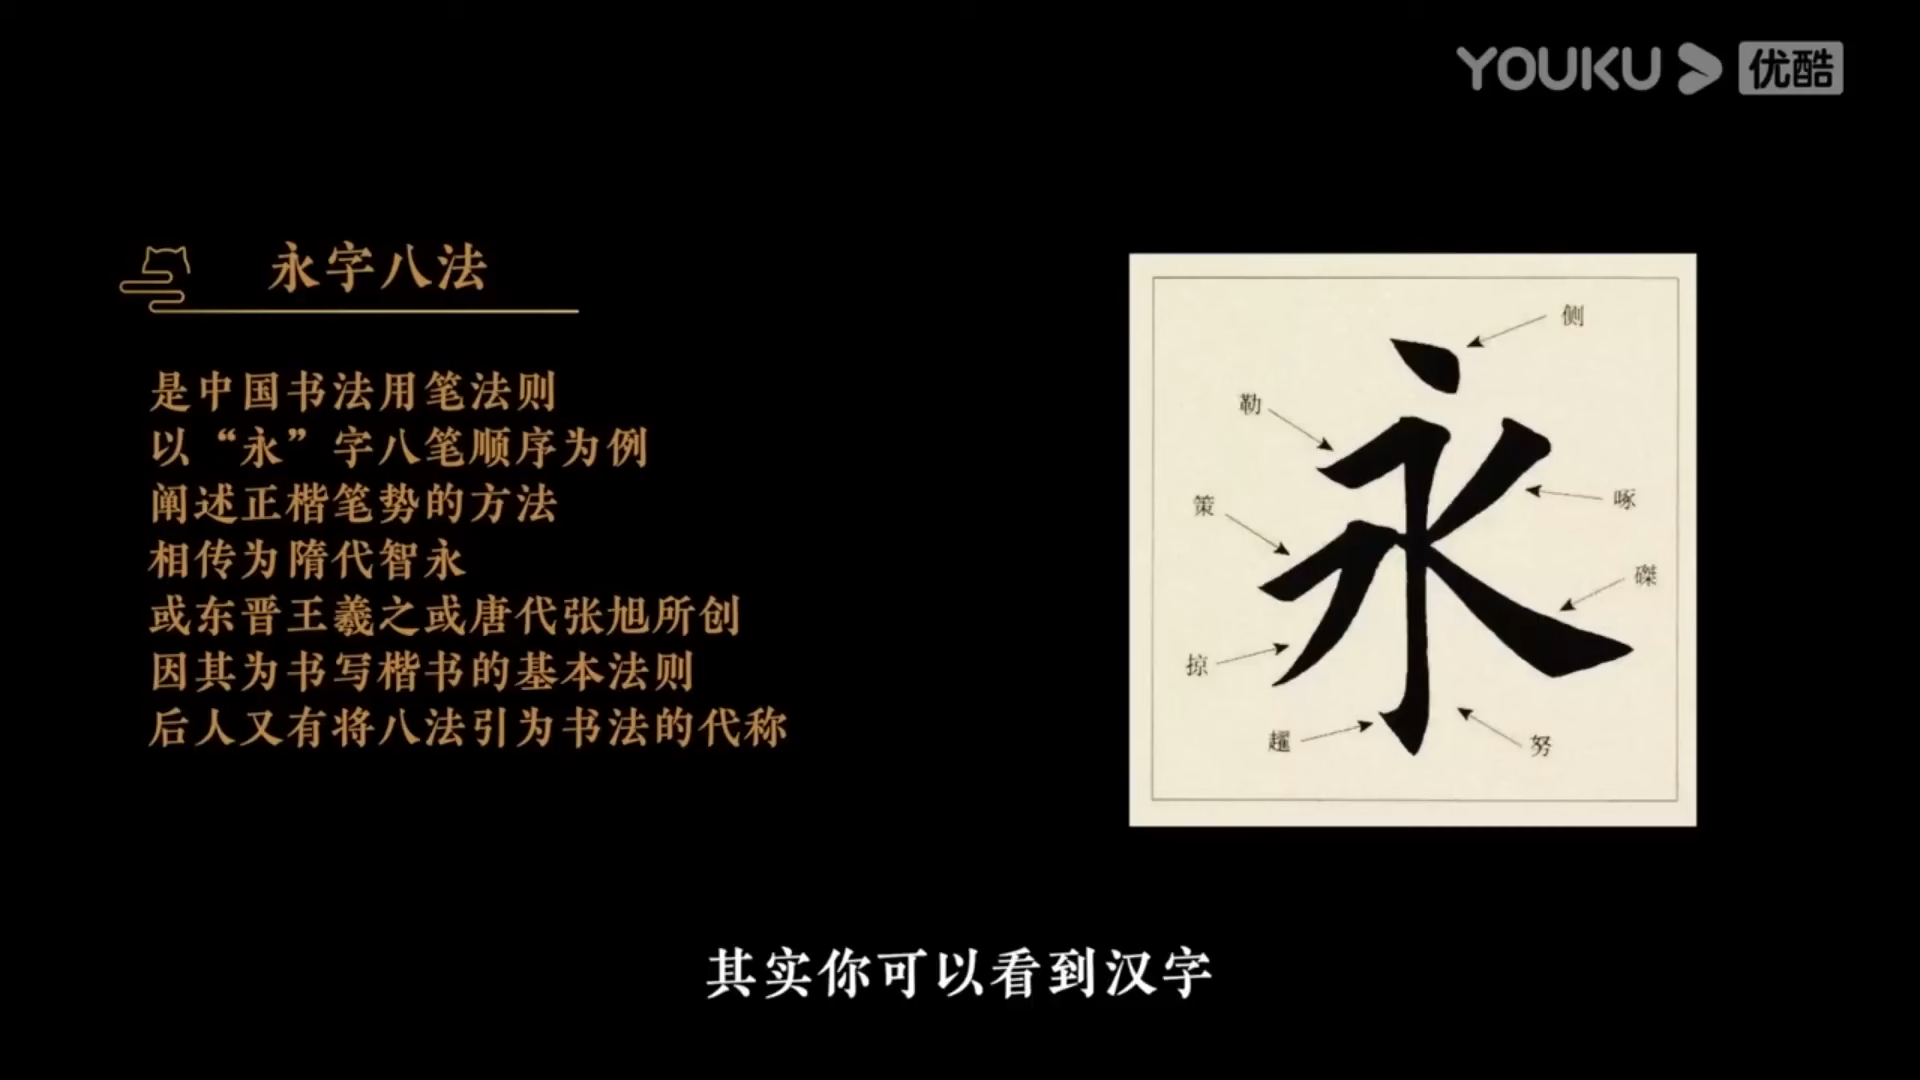 YOUKU 优酷
永字八法
是中国书法用笔法则
以“永”字八笔顺序为例
阐述正楷笔势的方法
相传为隋代智永
或东晋王羲之或唐代张旭所创
因其为书写楷书的基本法则
后人又有将八法引为书法的代称
侧
勒
策
啄
磔
掠
趯
努
永
其实你可以看到汉字